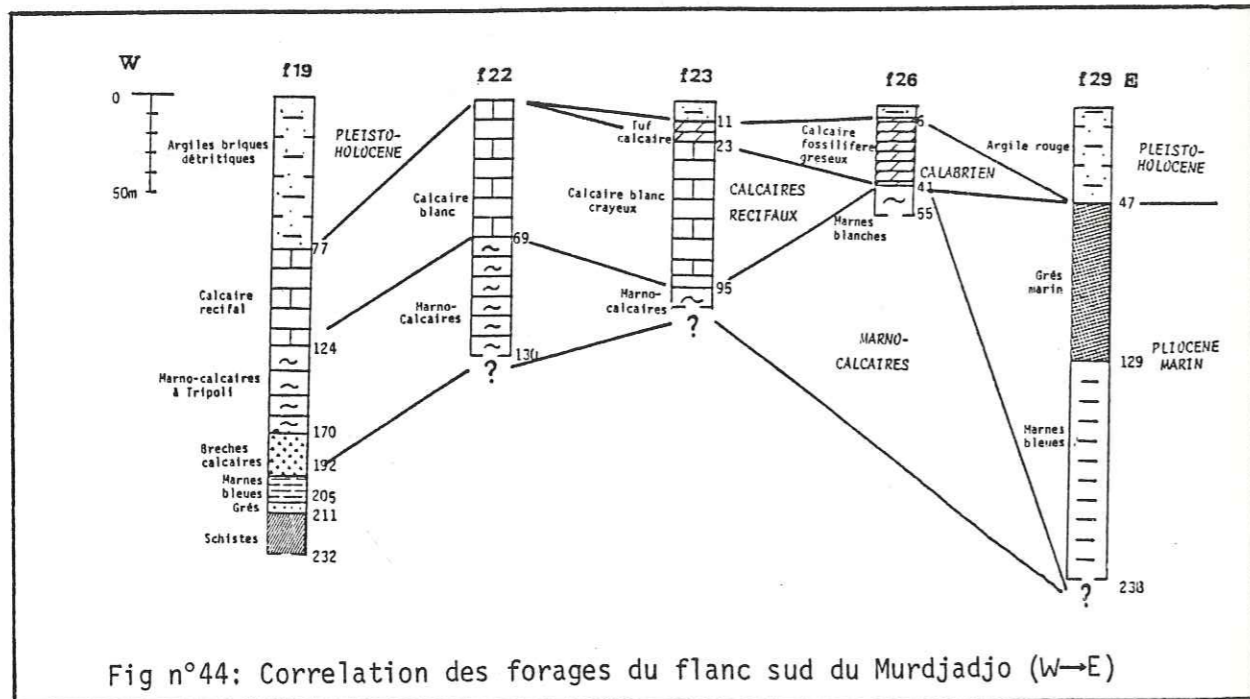 W
f19
f22
f23
f26
f29 E
0
50m
Argiles briques
détritiques
PLEISTO-
HOLOCENE
77
Calcaire
recifal
124
Marno-calcaires
à Tripoli
170
Breches
calcaires
192
Marnes
bleues
205
Grés
211
Schistes
232
Calcaire
blanc
69
Marno-
Calcaires
130
?
11
Tuf
calcaire
23
Calcaire blanc
crayeux
CALCAIRES
RECIFAUX
95
Marno-
calcaires
?
6
Calcaire
fossilifère
greseux
CALABRIEN
41
Marnes
blanches
55
MARNO-
CALCAIRES
Argile rouge
PLEISTO-
HOLOCENE
47
Grés
marin
129
PLIOCENE
MARIN
Marnes
bleues
238
?
Fig n°44: Correlation des forages du flanc sud du Murdjadjo (W→E)